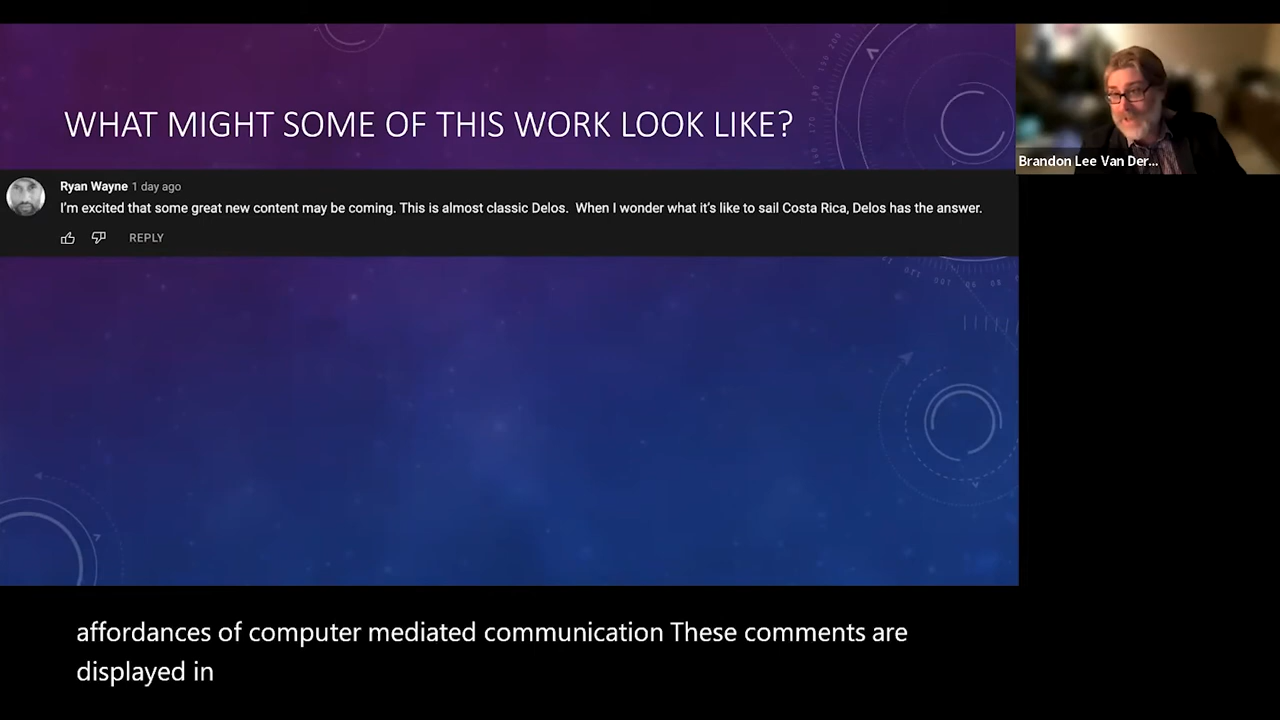 WHAT MIGHT SOME OF THIS WORK LOOK LIKE?
Brandon Lee Van Der...
Ryan Wayne 1 day ago
I'm excited that some great new content may be coming. This is almost classic Delos.  When I wonder what it's like to sail Costa Rica, Delos has the answer.
REPLY
affordances of computer mediated communication These comments are
displayed in